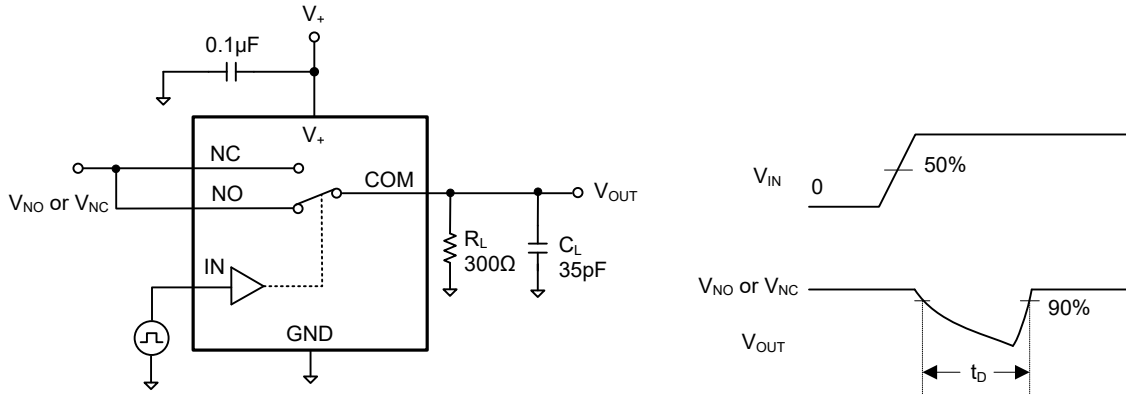 V+
0.1µF
V+
NC
NO
COM
VNO or VNC
VOUT
RL
300Ω
CL
35pF
IN
GND
VIN
0
50%
VNO or VNC
90%
VOUT
tD